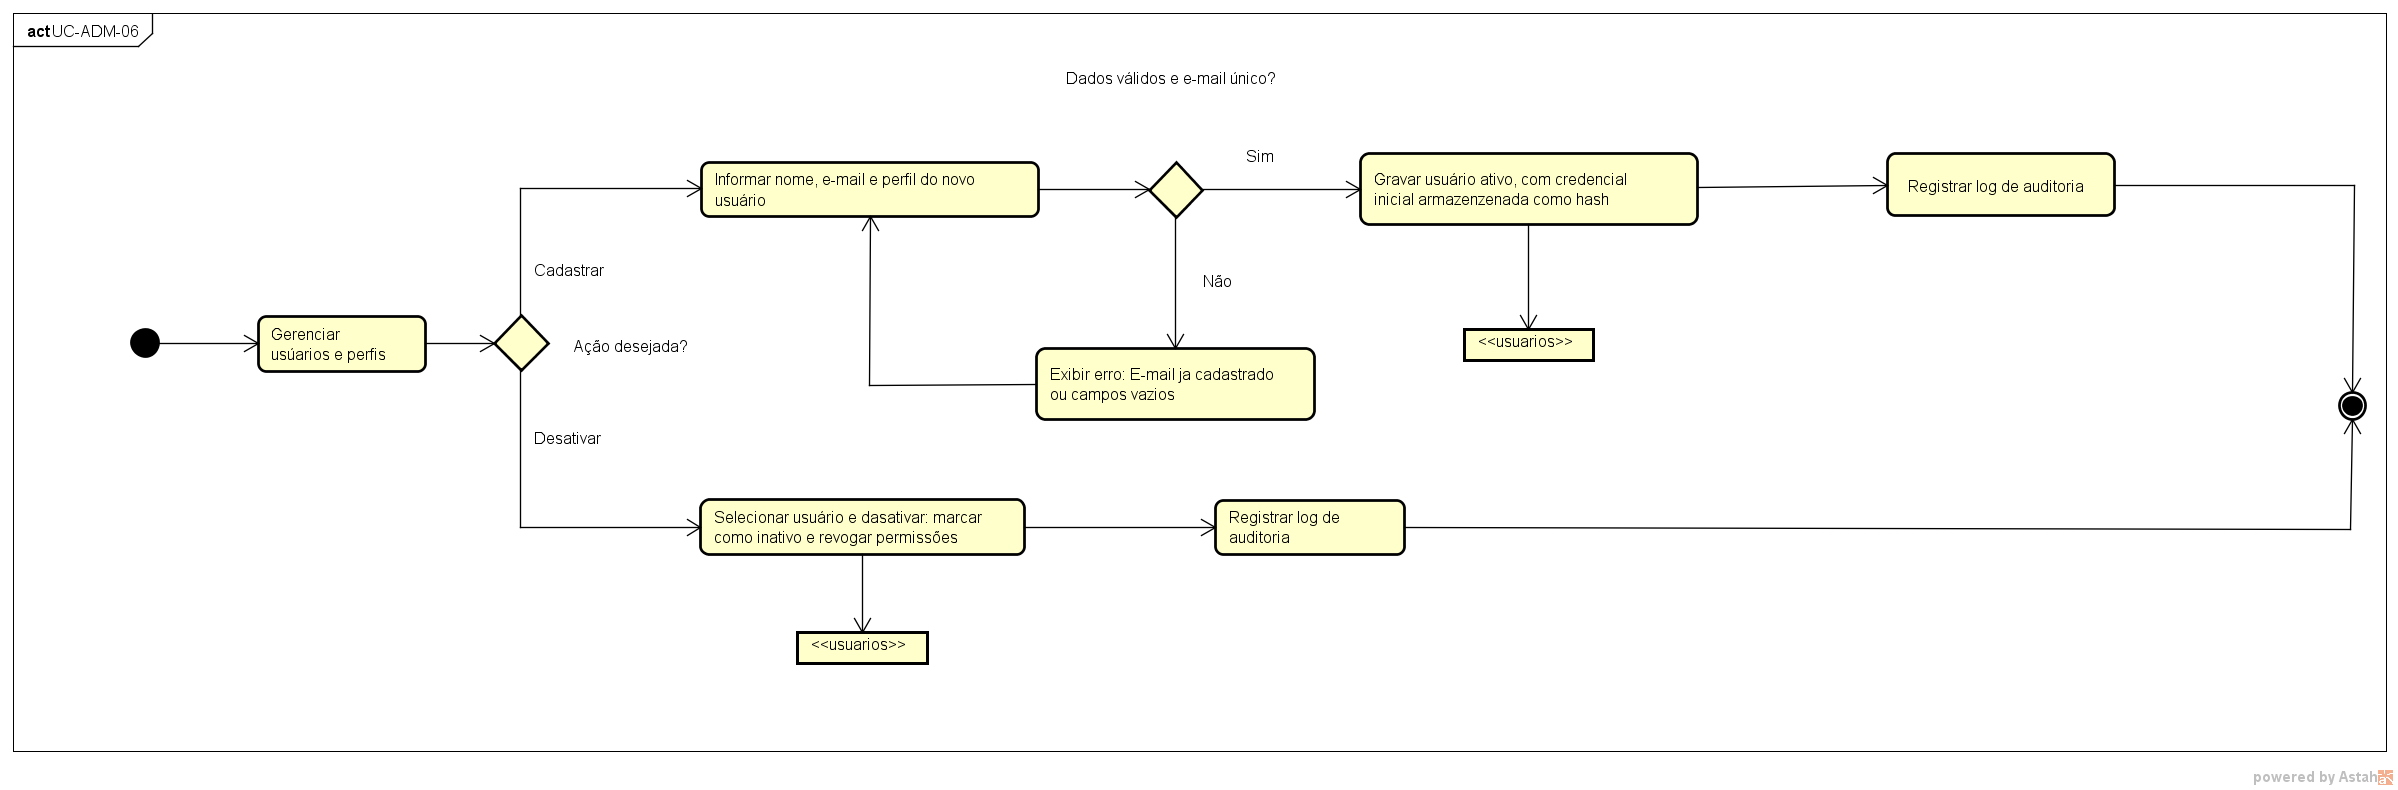 act UC-ADM-06
Dados válidos e e-mail único?
Sim
Informar nome, e-mail e perfil do novo
usuário
Gravar usuário ativo, com credencial
inicial armazenzenada como hash
Registrar log de auditoria
Cadastrar
Não
Gerenciar
usúarios e perfis
Ação desejada?
<<usuarios>>
Exibir erro: E-mail ja cadastrado
ou campos vazios
Desativar
Selecionar usuário e dasativar: marcar
como inativo e revogar permissões
Registrar log de
auditoria
<<usuarios>>
powered by Astah